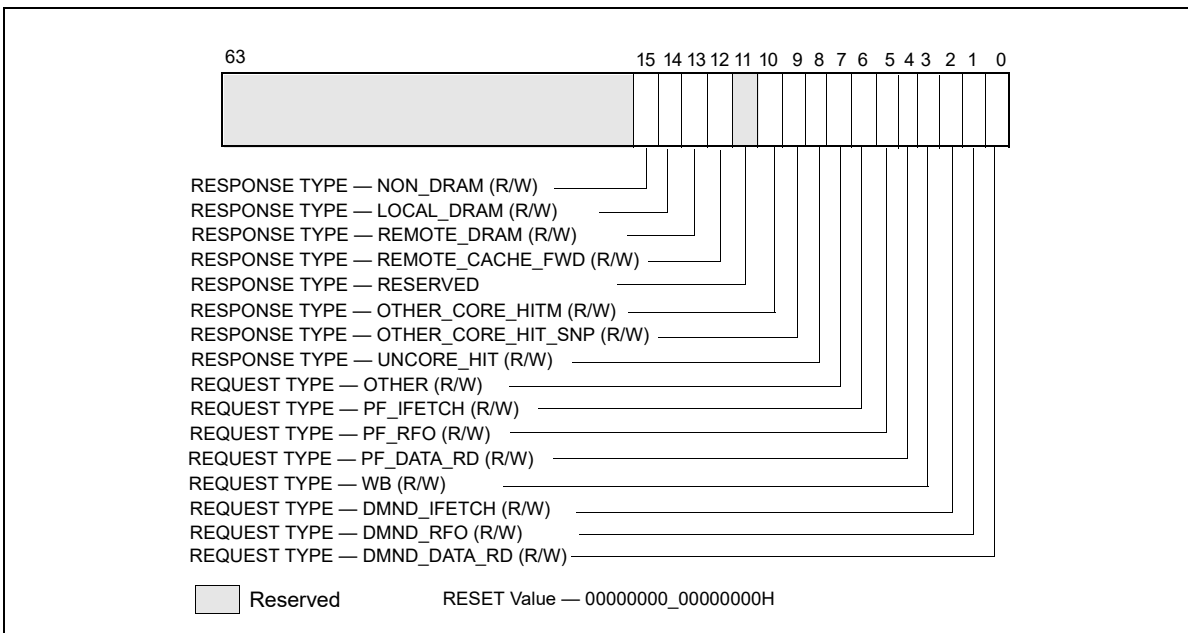 63 15 14 13 12 11 10 9 8 7 6 5 4 3 2 1 0
RESPONSE TYPE — NON_DRAM (R/W)
RESPONSE TYPE — LOCAL_DRAM (R/W)
RESPONSE TYPE — REMOTE_DRAM (R/W)
RESPONSE TYPE — REMOTE_CACHE_FWD (R/W)
RESPONSE TYPE — RESERVED
RESPONSE TYPE — OTHER_CORE_HITM (R/W)
RESPONSE TYPE — OTHER_CORE_HIT_SNP (R/W)
RESPONSE TYPE — UNCORE_HIT (R/W)
REQUEST TYPE — OTHER (R/W)
REQUEST TYPE — PF_IFETCH (R/W)
REQUEST TYPE — PF_RFO (R/W)
REQUEST TYPE — PF_DATA_RD (R/W)
REQUEST TYPE — WB (R/W)
REQUEST TYPE — DMND_IFETCH (R/W)
REQUEST TYPE — DMND_RFO (R/W)
REQUEST TYPE — DMND_DATA_RD (R/W)
Reserved RESET Value — 00000000_00000000H